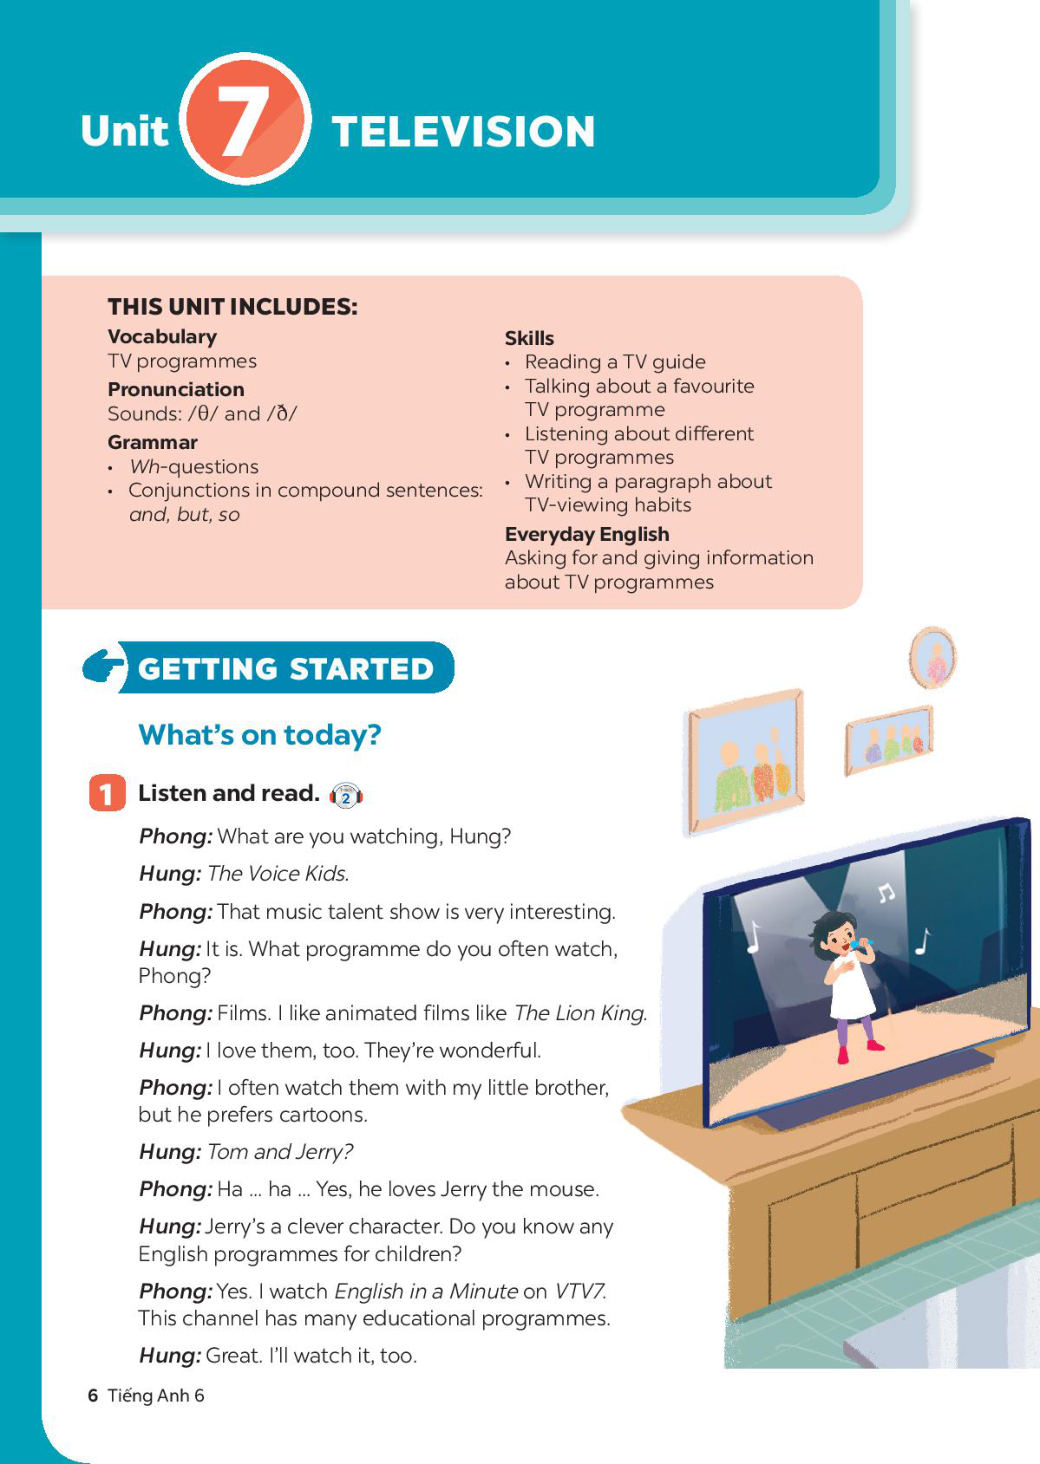 Unit 7 TELEVISION
THIS UNIT INCLUDES:
Vocabulary
TV programmes
Pronunciation
Sounds: /θ/ and /ð/
Grammar
• Wh-questions
• Conjunctions in compound sentences:
and, but, so
Skills
• Reading a TV guide
• Talking about a favourite
TV programme
• Listening about different
TV programmes
• Writing a paragraph about
TV-viewing habits
Everyday English
Asking for and giving information
about TV programmes
GETTING STARTED
What's on today?
1 Listen and read. 2
Phong: What are you watching, Hung?
Hung: The Voice Kids.
Phong: That music talent show is very interesting.
Hung: It is. What programme do you often watch,
Phong?
Phong: Films. I like animated films like The Lion King.
Hung: I love them, too. They're wonderful.
Phong: I often watch them with my little brother,
but he prefers cartoons.
Hung: Tom and Jerry?
Phong: Ha ... ha ... Yes, he loves Jerry the mouse.
Hung: Jerry's a clever character. Do you know any
English programmes for children?
Phong: Yes. I watch English in a Minute on VTV7.
This channel has many educational programmes.
Hung: Great. I'll watch it, too.
6 Tiếng Anh 6